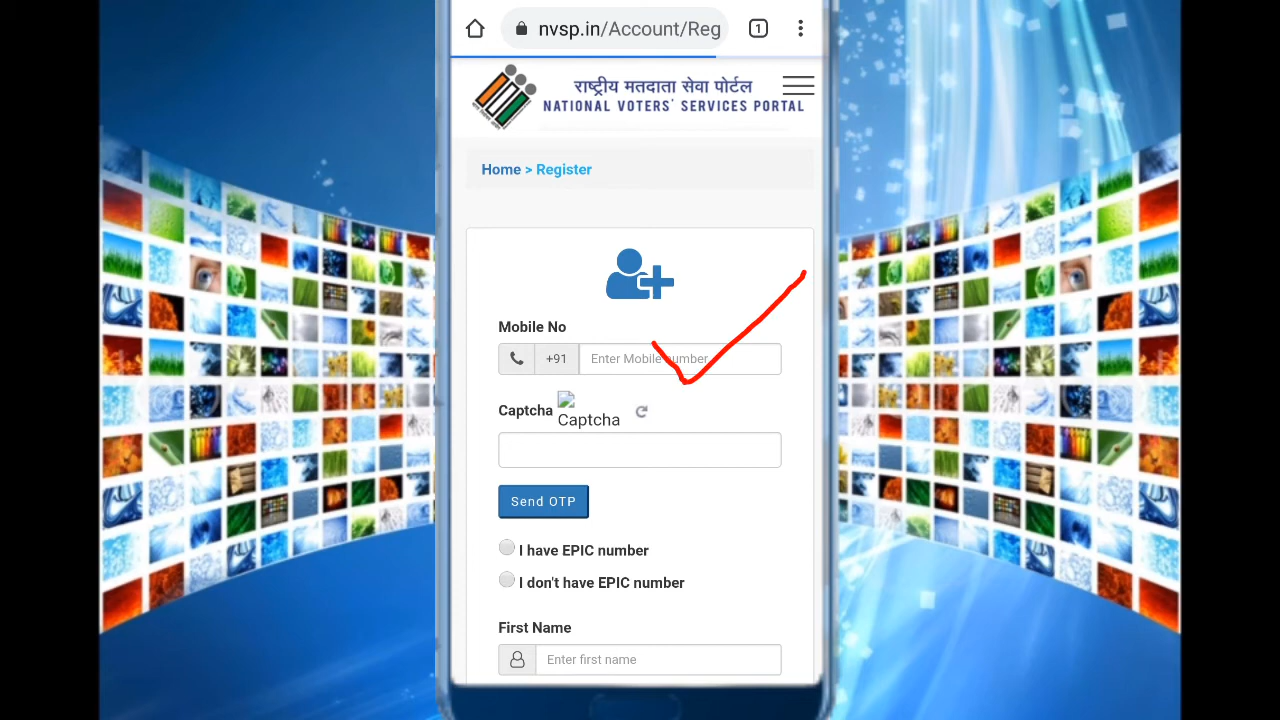 nvsp.in/Account/Reg
1
राष्ट्रीय मतदाता सेवा पोर्टल
NATIONAL VOTERS' SERVICES PORTAL
Home > Register
Mobile No
+91
Enter Mobile number
Captcha
Captcha
Send OTP
I have EPIC number
I don't have EPIC number
First Name
Enter first name